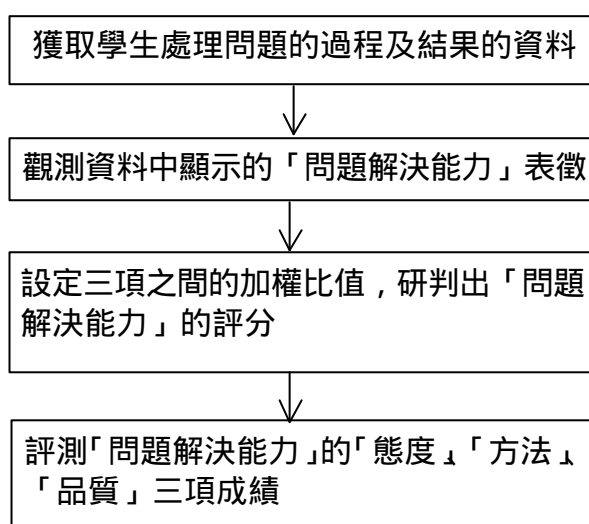 獲取學生處理問題的過程及結果的資料
觀測資料中顯示的「問題解決能力」表徵
設定三項之間的加權比值，研判出「問題
解決能力」的評分
評測「問題解決能力」的「態度」、「方法」、
「品質」三項成績